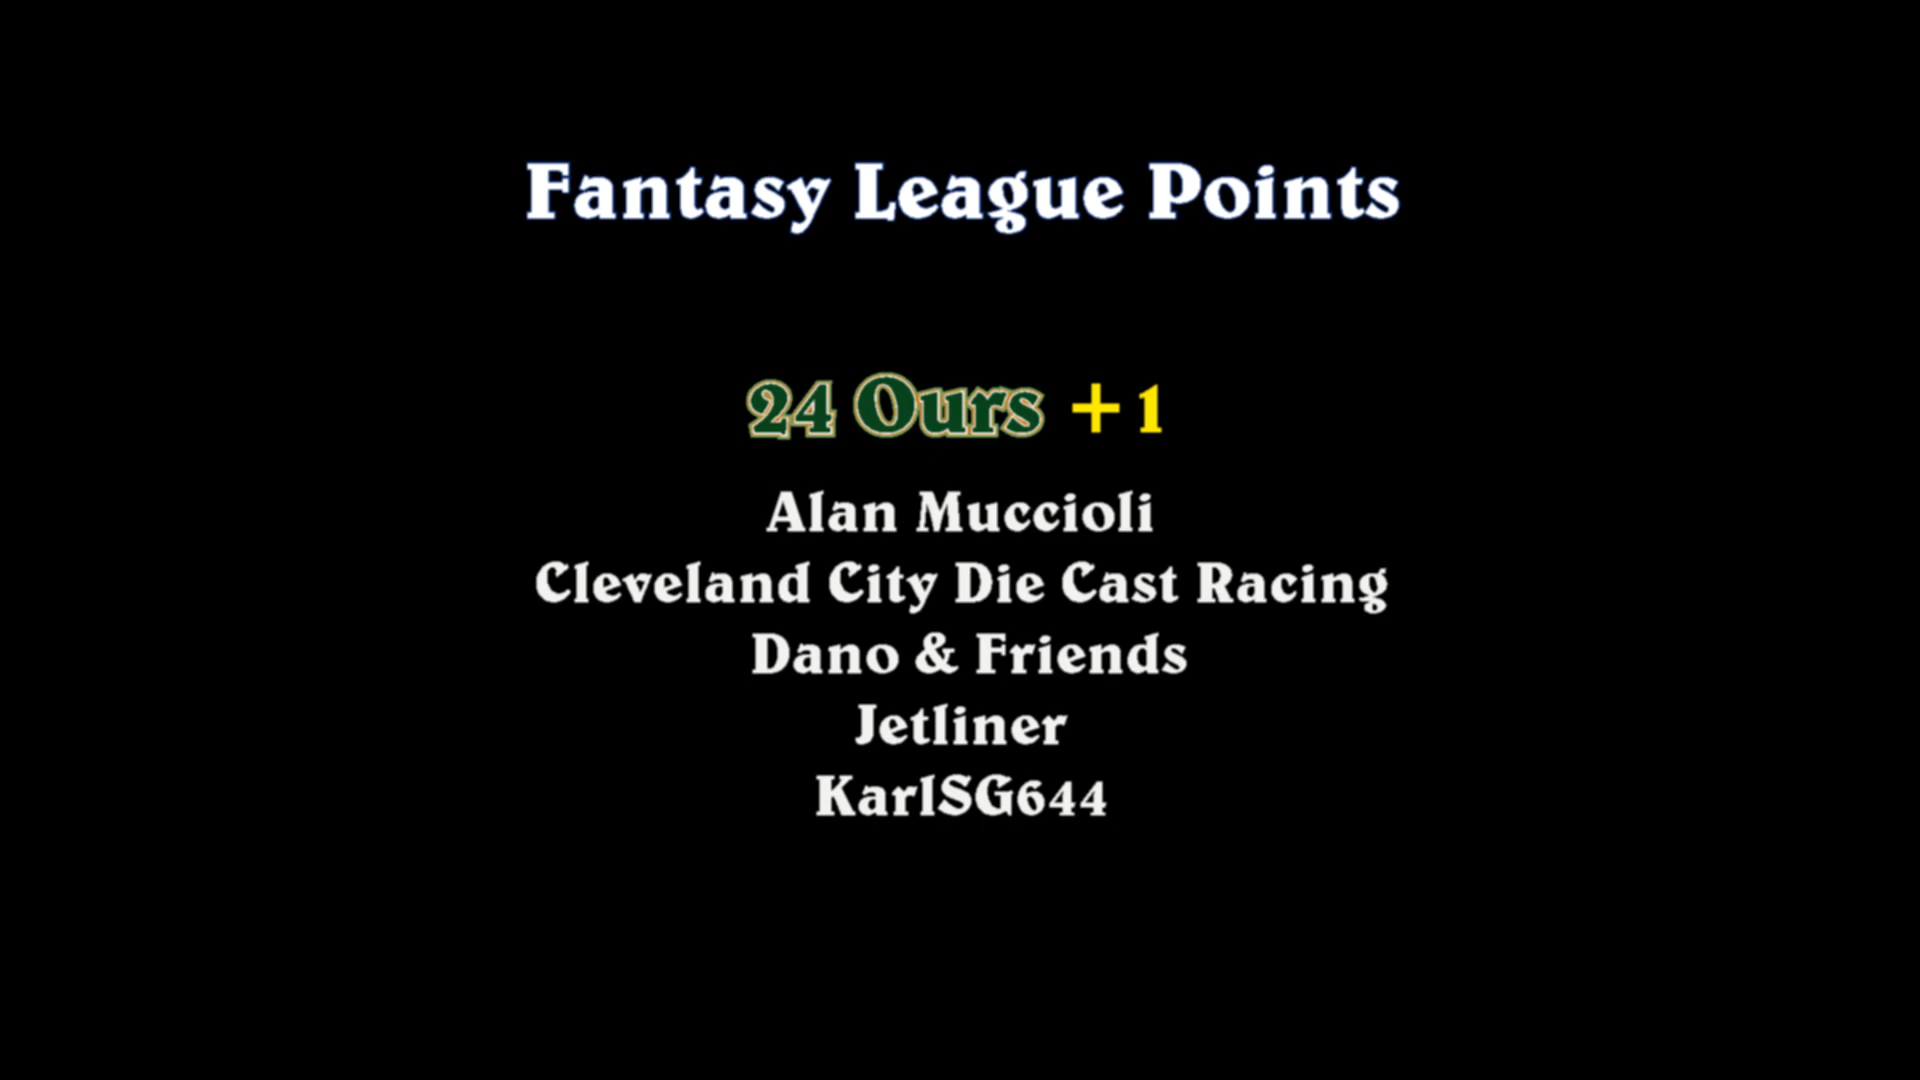 Fantasy League Points
24 Ours +1
Alan Muccioli
Cleveland City Die Cast Racing
Dano & Friends
Jetliner
KarlSG644